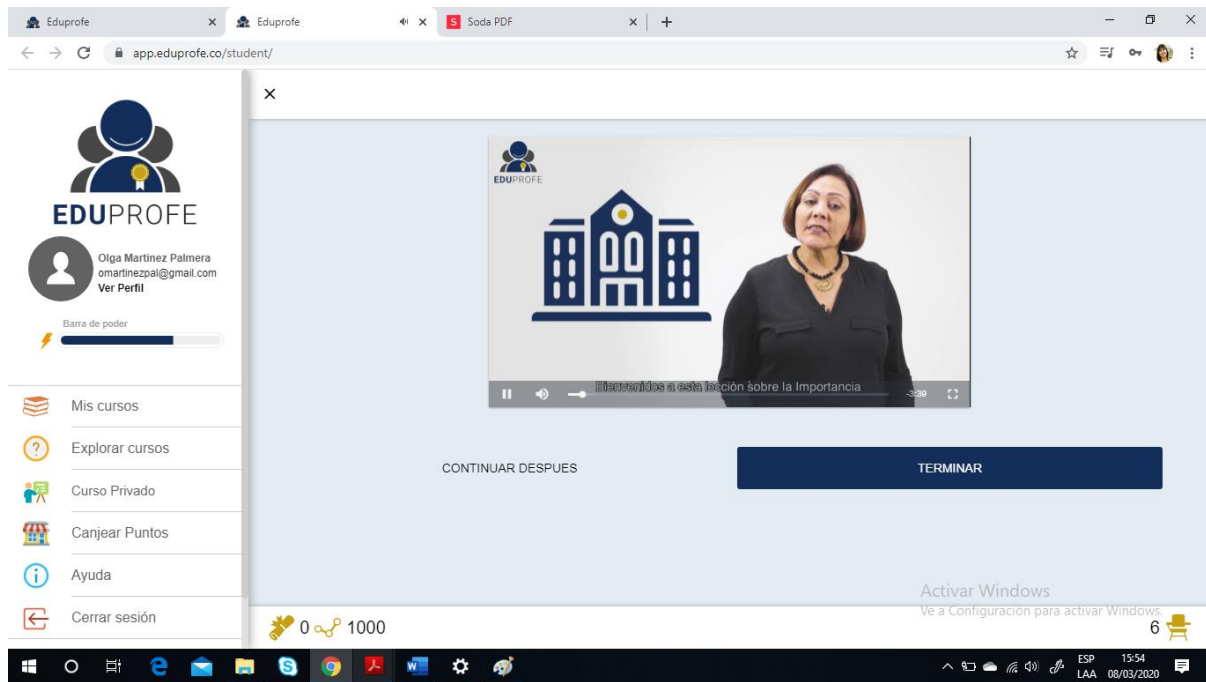 Eduprofe
Eduprofe
S Soda PDF
app.eduprofe.co/student/
EDUPROFE
Olga Martinez Palmera
omartinezpal@gmail.com
Ver Perfil
Barra de poder
Mis cursos
Explorar cursos
Curso Privado
Canjear Puntos
Ayuda
Cerrar sesión
EDUPROFE
Bienvenidos a esta lección sobre la Importancia
-3:39
CONTINUAR DESPUES
TERMINAR
Activar Windows
Ve a Configuración para activar Windows.
0 1000
6
ESP
LAA
15:54
08/03/2020